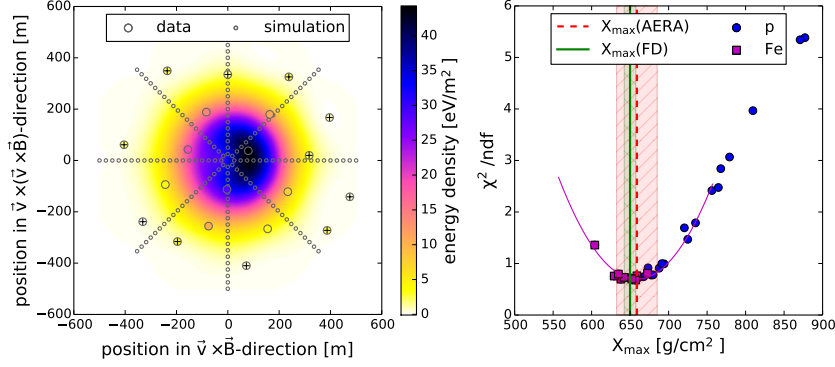 data simulation
600
400
200
0
−200
−400
−600
position in v⃗ ×(v⃗ ×B⃗)-direction [m]
−600 −400 −200 0 200 400 600
position in v⃗ ×B⃗-direction [m]
40
35
30
25
20
15
10
5
0
energy density [eV/m²]
X_max(AERA) p
X_max(FD) Fe
6
5
4
3
2
1
0
χ² /ndf
500 550 600 650 700 750 800 850 900
X_max [g/cm² ]